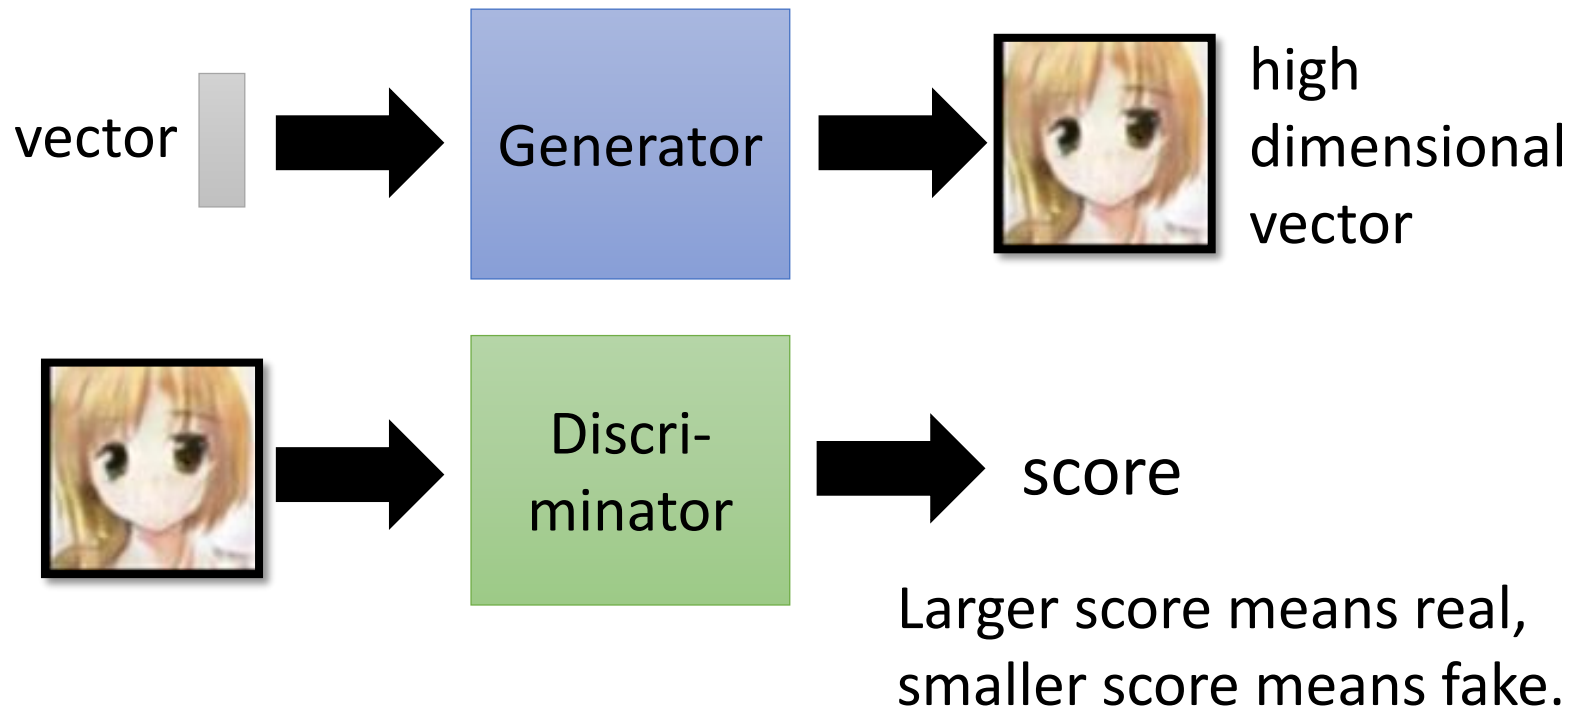 vector
Generator
high
dimensional
vector
Discri-
minator
score
Larger score means real,
smaller score means fake.